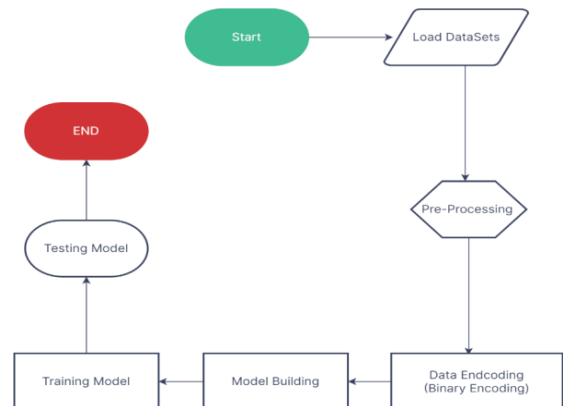 Start
Load DataSets
END
Pre-Processing
Testing Model
Training Model
Model Building
Data Endcoding
(Binary Encoding)